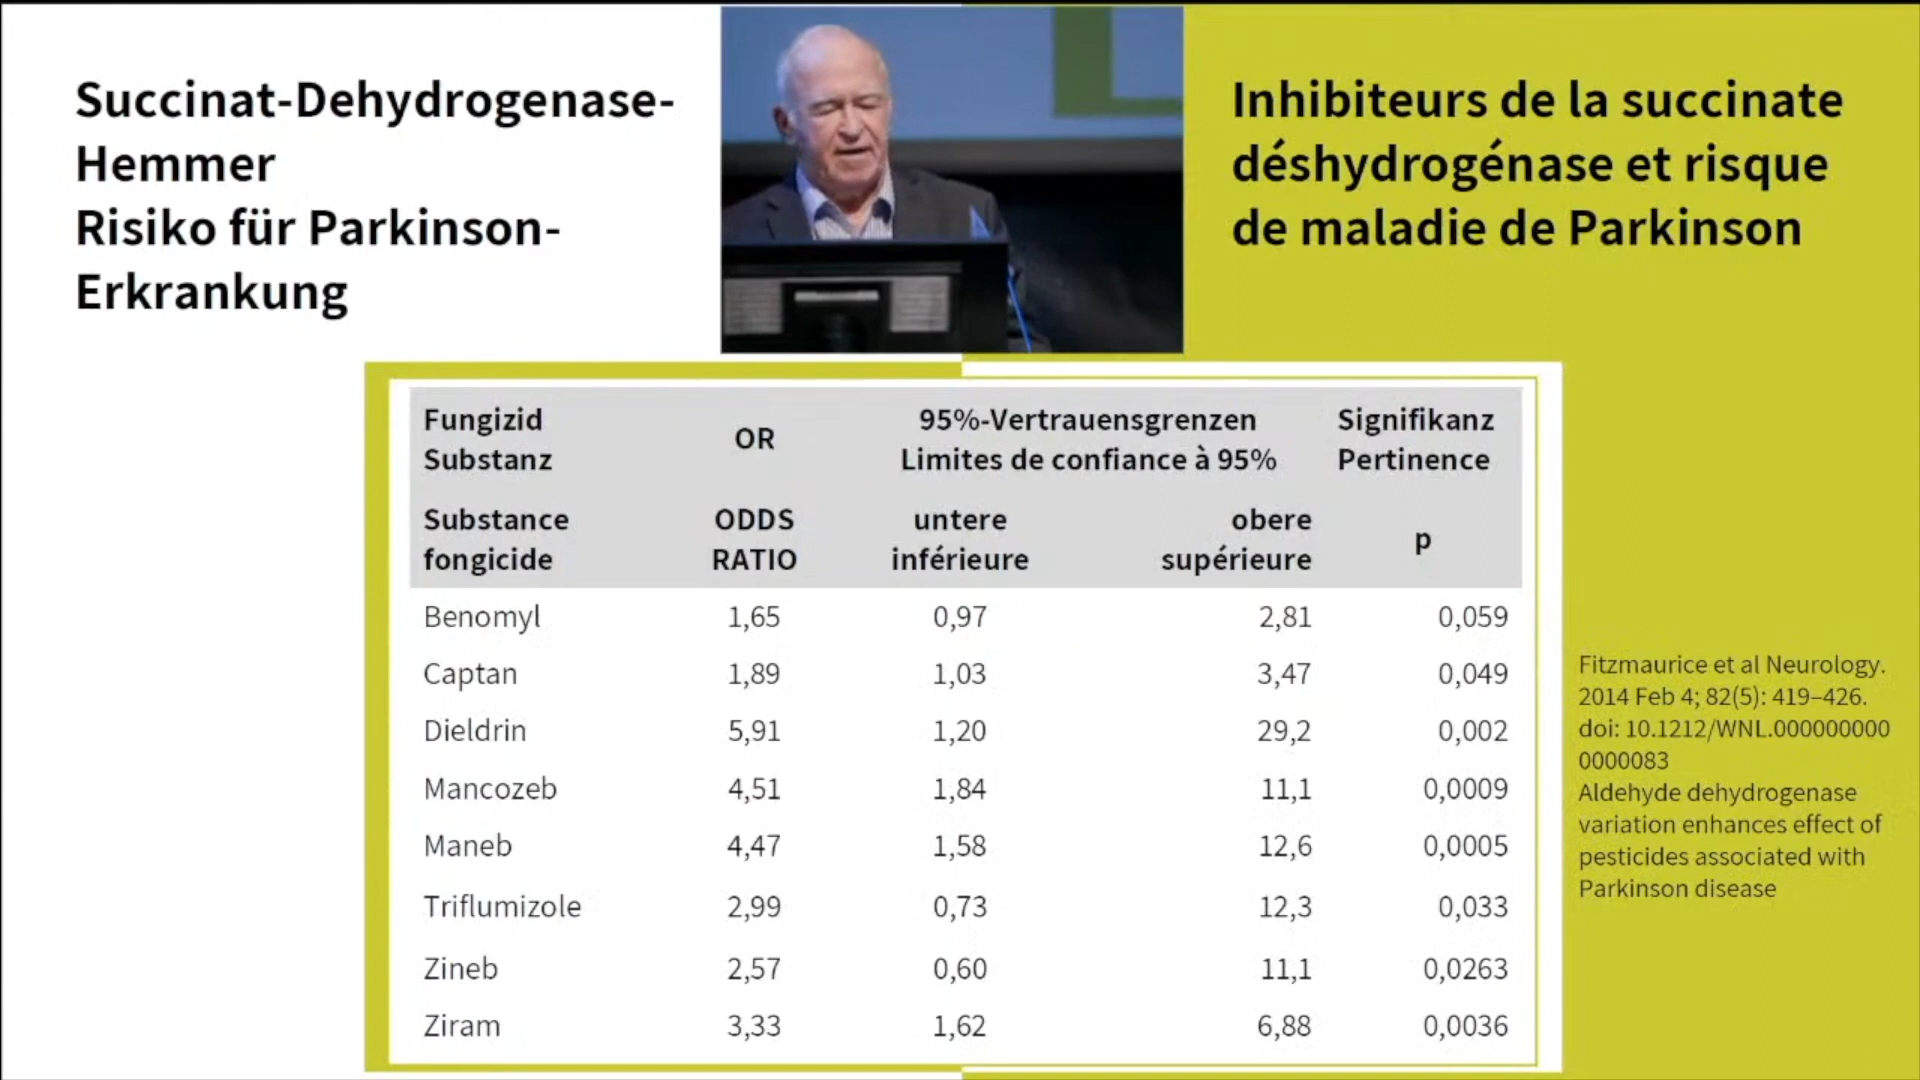 Succinat-Dehydrogenase-
Hemmer
Risiko für Parkinson-
Erkrankung
Inhibiteurs de la succinate
déshydrogénase et risque
de maladie de Parkinson
Fungizid Substanz OR 95%-Vertrauensgrenzen Limites de confiance à 95% Signifikanz Pertinence
Substance fongicide ODDS RATIO untere inférieure obere supérieure p
Benomyl 1,65 0,97 2,81 0,059
Captan 1,89 1,03 3,47 0,049
Dieldrin 5,91 1,20 29,2 0,002
Mancozeb 4,51 1,84 11,1 0,0009
Maneb 4,47 1,58 12,6 0,0005
Triflumizole 2,99 0,73 12,3 0,033
Zineb 2,57 0,60 11,1 0,0263
Ziram 3,33 1,62 6,88 0,0036
Fitzmaurice et al Neurology.
2014 Feb 4; 82(5): 419–426.
doi: 10.1212/WNL.000000000
0000083
Aldehyde dehydrogenase
variation enhances effect of
pesticides associated with
Parkinson disease